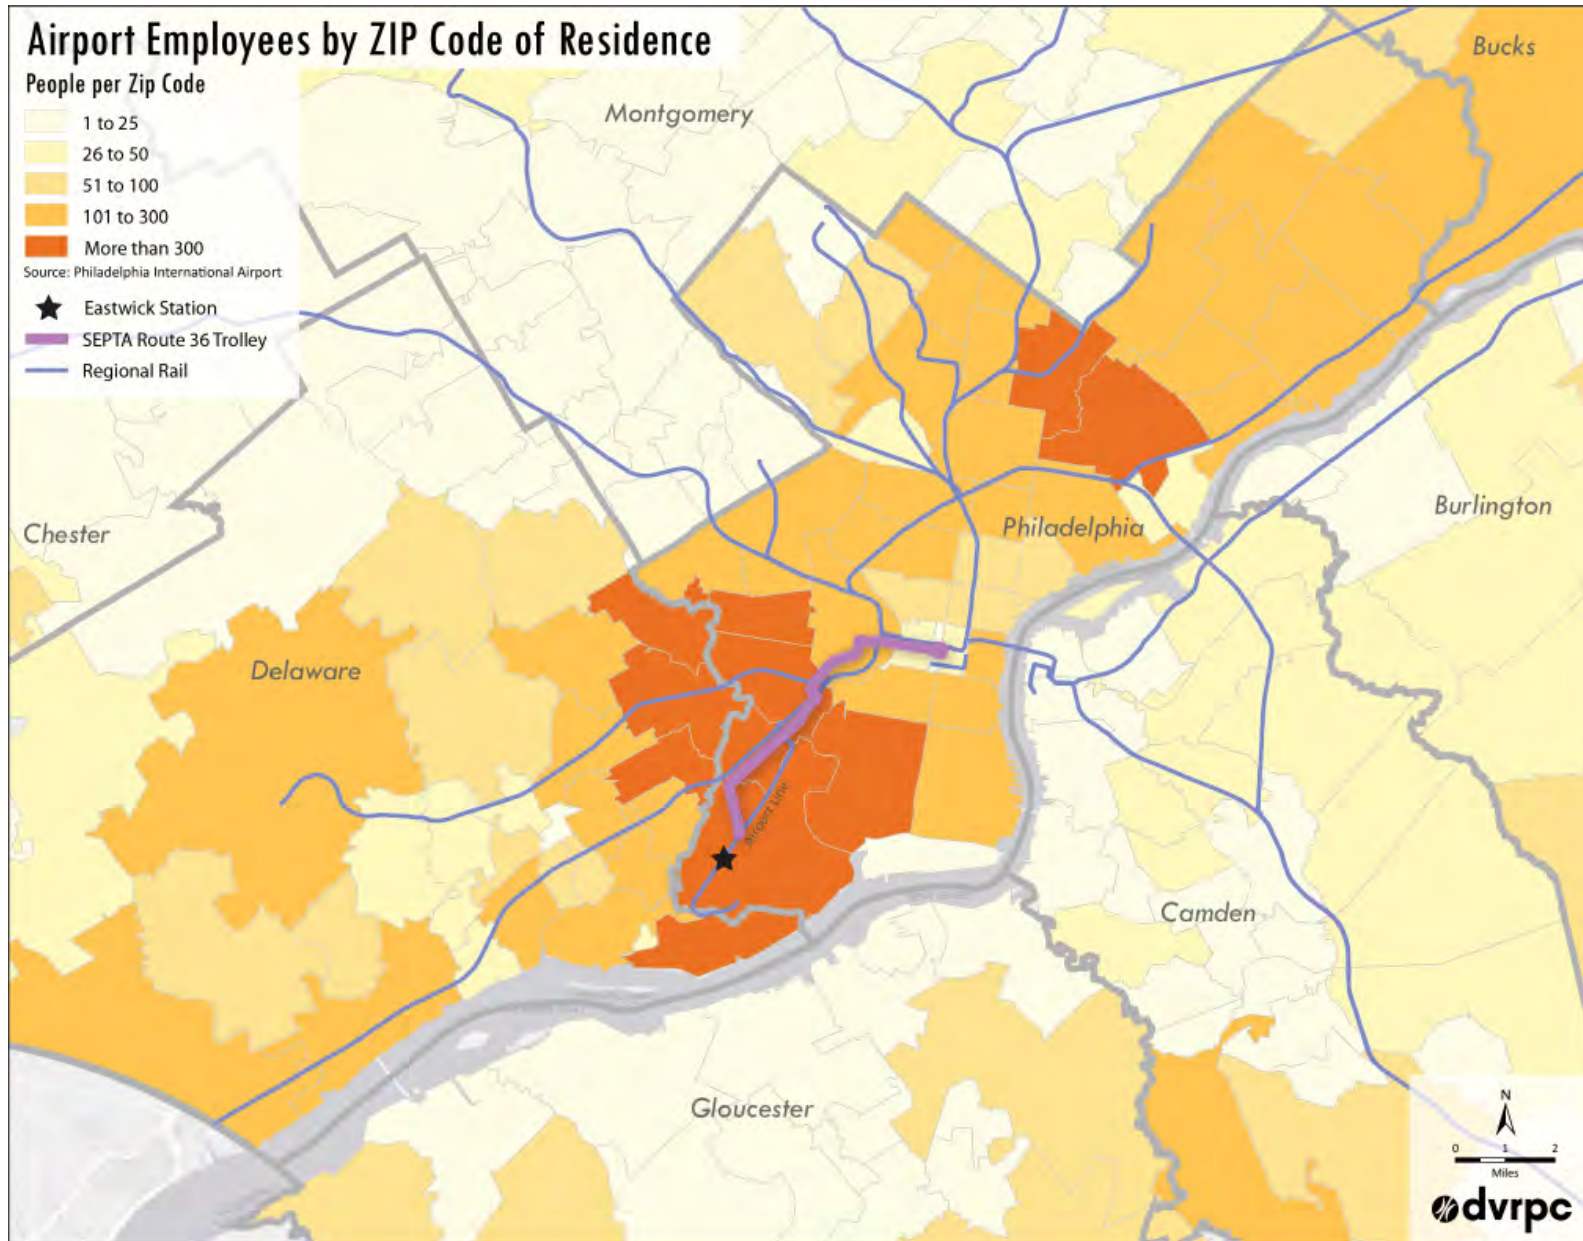 Airport Employees by ZIP Code of Residence
People per Zip Code
1 to 25
26 to 50
51 to 100
101 to 300
More than 300
Source: Philadelphia International Airport
Eastwick Station
SEPTA Route 36 Trolley
Regional Rail
Bucks
Montgomery
Chester
Philadelphia
Burlington
Delaware
Airport Line
Camden
Gloucester
N
0 1 2
Miles
dvrpc